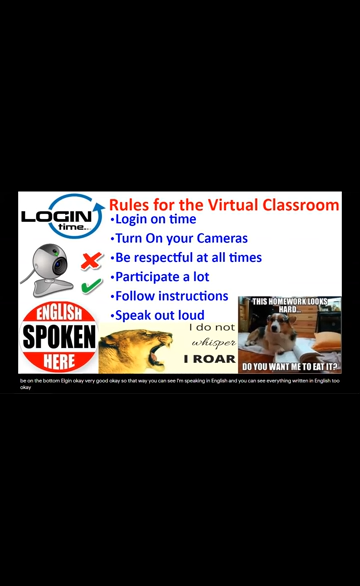 LOGIN
time...
Rules for the Virtual Classroom
•Login on time
•Turn On your Cameras
•Be respectful at all times
•Participate a lot
•Follow instructions
•Speak out loud
ENGLISH
SPOKEN
HERE
I do not
whisper
I ROAR
THIS HOMEWORK LOOKS
HARD..
DO YOU WANT ME TO EAT IT?
be on the bottom Elgin okay very good okay so that way you can see I'm speaking in English and you can see everything written in English too
okay